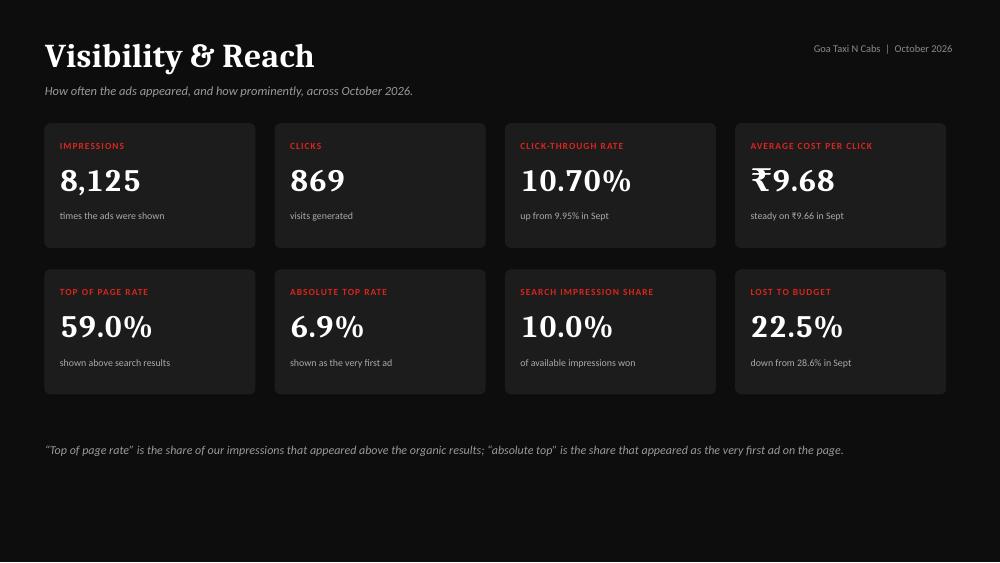 Visibility & Reach
Goa Taxi N Cabs | October 2026
How often the ads appeared, and how prominently, across October 2026.
IMPRESSIONS
8,125
times the ads were shown
CLICKS
869
visits generated
CLICK-THROUGH RATE
10.70%
up from 9.95% in Sept
AVERAGE COST PER CLICK
₹9.68
steady on ₹9.66 in Sept
TOP OF PAGE RATE
59.0%
shown above search results
ABSOLUTE TOP RATE
6.9%
shown as the very first ad
SEARCH IMPRESSION SHARE
10.0%
of available impressions won
LOST TO BUDGET
22.5%
down from 28.6% in Sept
“Top of page rate” is the share of our impressions that appeared above the organic results; “absolute top” is the share that appeared as the very first ad on the page.